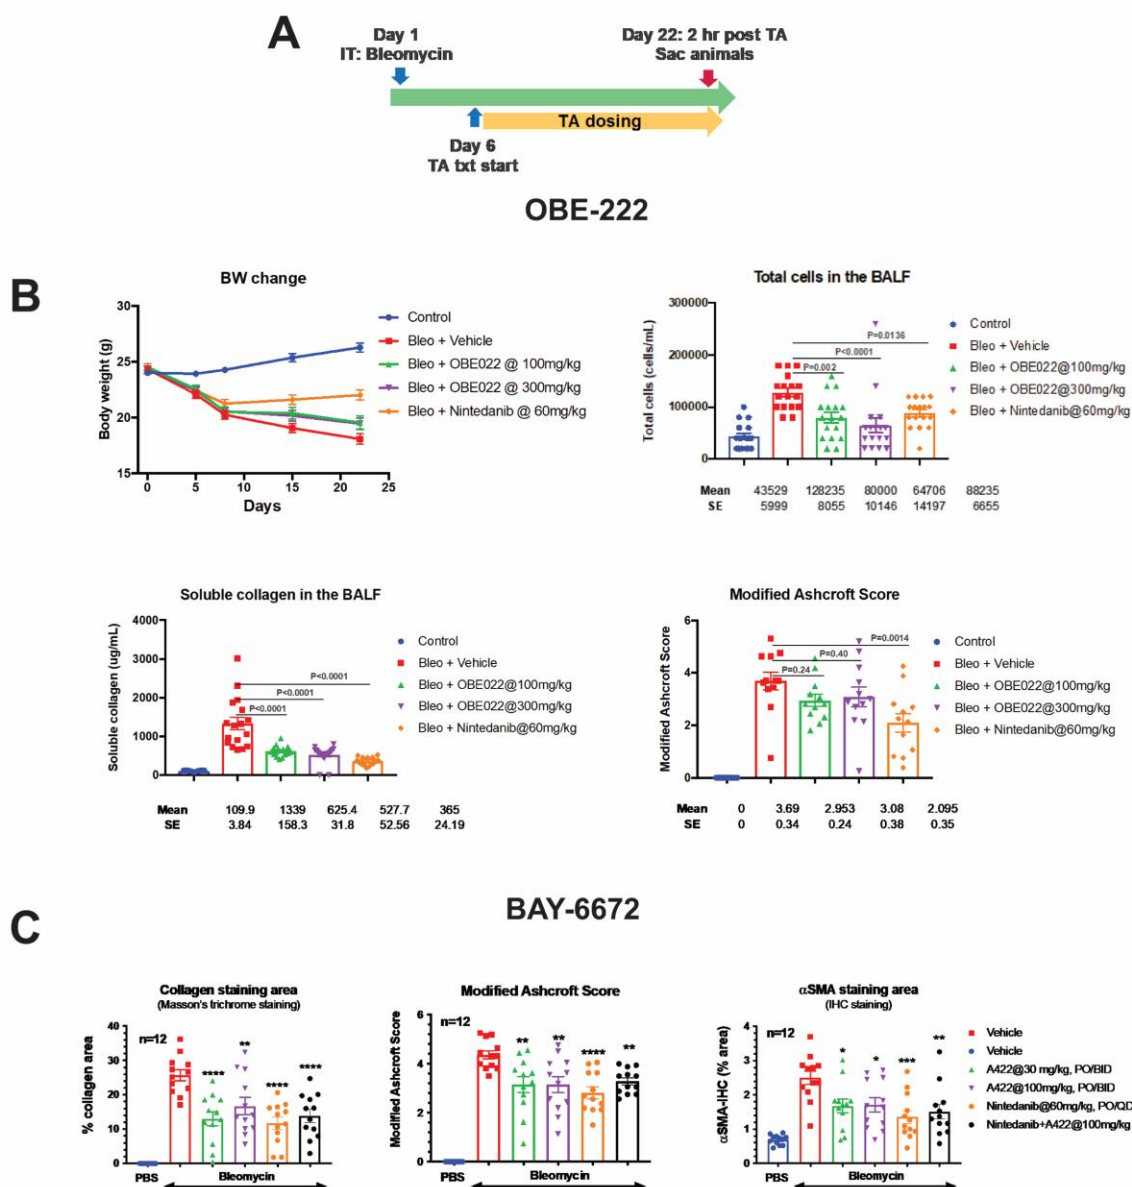 A
Day 1
IT: Bleomycin
Day 22: 2 hr post TA
Sac animals
TA dosing
Day 6
TA txt start
OBE-222
B
BW change
Body weight (g)
30
25
20
15
0 5 10 15 20 25
Days
Control
Bleo + Vehicle
Bleo + OBE022 @ 100mg/kg
Bleo + OBE022 @ 300mg/kg
Bleo + Nintedanib @ 60mg/kg
Total cells in the BALF
Total cells (cells/mL)
300000
200000
100000
0
P=0.0136
P<0.0001
P=0.002
Control
Bleo + Vehicle
Bleo + OBE022@100mg/kg
Bleo + OBE022@300mg/kg
Bleo + Nintedanib@60mg/kg
Mean 43529 128235 80000 64706 88235
SE 5999 8055 10146 14197 6655
Soluble collagen in the BALF
Soluble collagen (ug/mL)
4000
3000
2000
1000
0
P<0.0001
P<0.0001
P<0.0001
Control
Bleo + Vehicle
Bleo + OBE022@100mg/kg
Bleo + OBE022@300mg/kg
Bleo + Nintedanib@60mg/kg
Mean 109.9 1339 625.4 527.7 365
SE 3.84 158.3 31.8 52.56 24.19
Modified Ashcroft Score
Modified Ashcroft Score
6
4
2
0
P=0.0014
P=0.40
P=0.24
Control
Bleo + Vehicle
Bleo + OBE022@100mg/kg
Bleo + OBE022@300mg/kg
Bleo + Nintedanib@60mg/kg
Mean 0 3.69 2.953 3.08 2.095
SE 0 0.34 0.24 0.38 0.35
BAY-6672
C
Collagen staining area
(Masson's trichrome staining)
% collagen area
40
30
20
10
0
n=12
**** ** **** ****
PBS Bleomycin
Modified Ashcroft Score
Modified Ashcroft Score
6
4
2
0
n=12
** ** **** **
PBS Bleomycin
αSMA staining area
(IHC staining)
αSMA-IHC (% area)
4
3
2
1
0
n=12
* * *** **
PBS Bleomycin
Vehicle
Vehicle
A422@30 mg/kg, PO/BID
A422@100mg/kg, PO/BID
Nintedanib@60mg/kg, PO/QD
Nintedanib+A422@100mg/kg